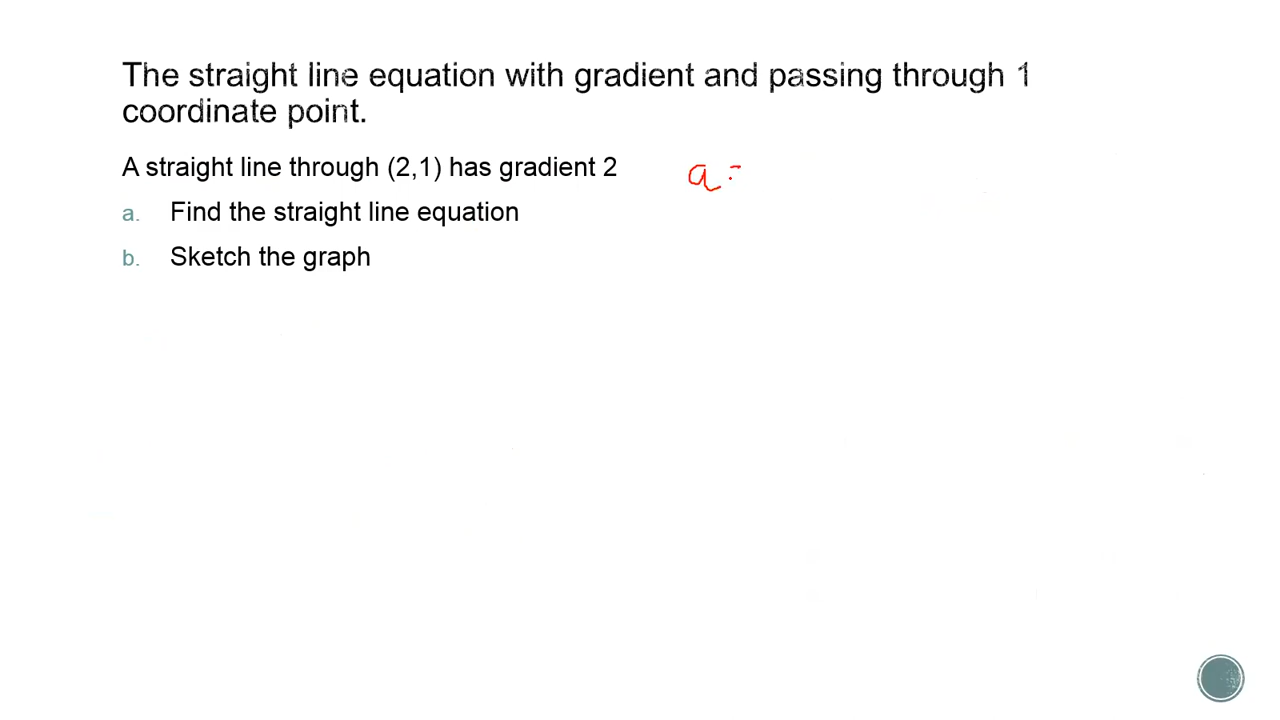 The straight line equation with gradient and passing through 1
coordinate point.
A straight line through (2,1) has gradient 2
a :
a. Find the straight line equation
b. Sketch the graph